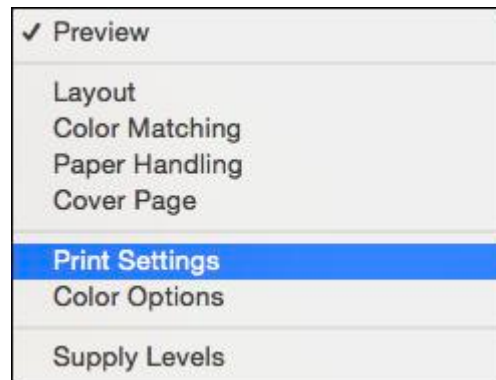 ✓ Preview
Layout
Color Matching
Paper Handling
Cover Page
Print Settings
Color Options
Supply Levels